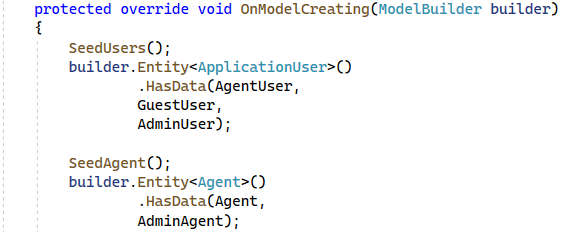 protected override void OnModelCreating(ModelBuilder builder)
{
SeedUsers();
builder.Entity<ApplicationUser>()
.HasData(AgentUser,
GuestUser,
AdminUser);
SeedAgent();
builder.Entity<Agent>()
.HasData(Agent,
AdminAgent);